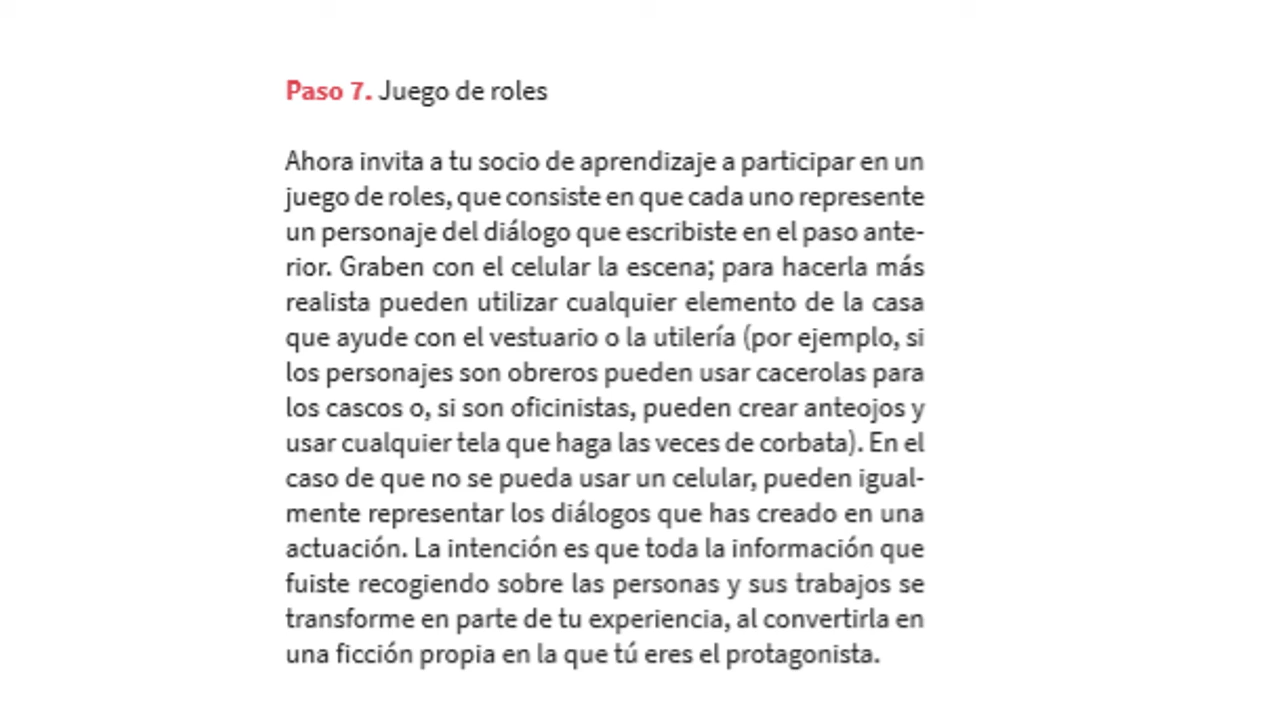 Paso 7. Juego de roles
Ahora invita a tu socio de aprendizaje a participar en un
juego de roles, que consiste en que cada uno represente
un personaje del diálogo que escribiste en el paso ante-
rior. Graben con el celular la escena; para hacerla más
realista pueden utilizar cualquier elemento de la casa
que ayude con el vestuario o la utilería (por ejemplo, si
los personajes son obreros pueden usar cacerolas para
los cascos o, si son oficinistas, pueden crear anteojos y
usar cualquier tela que haga las veces de corbata). En el
caso de que no se pueda usar un celular, pueden igual-
mente representar los diálogos que has creado en una
actuación. La intención es que toda la información que
fuiste recogiendo sobre las personas y sus trabajos se
transforme en parte de tu experiencia, al convertirla en
una ficción propia en la que tú eres el protagonista.